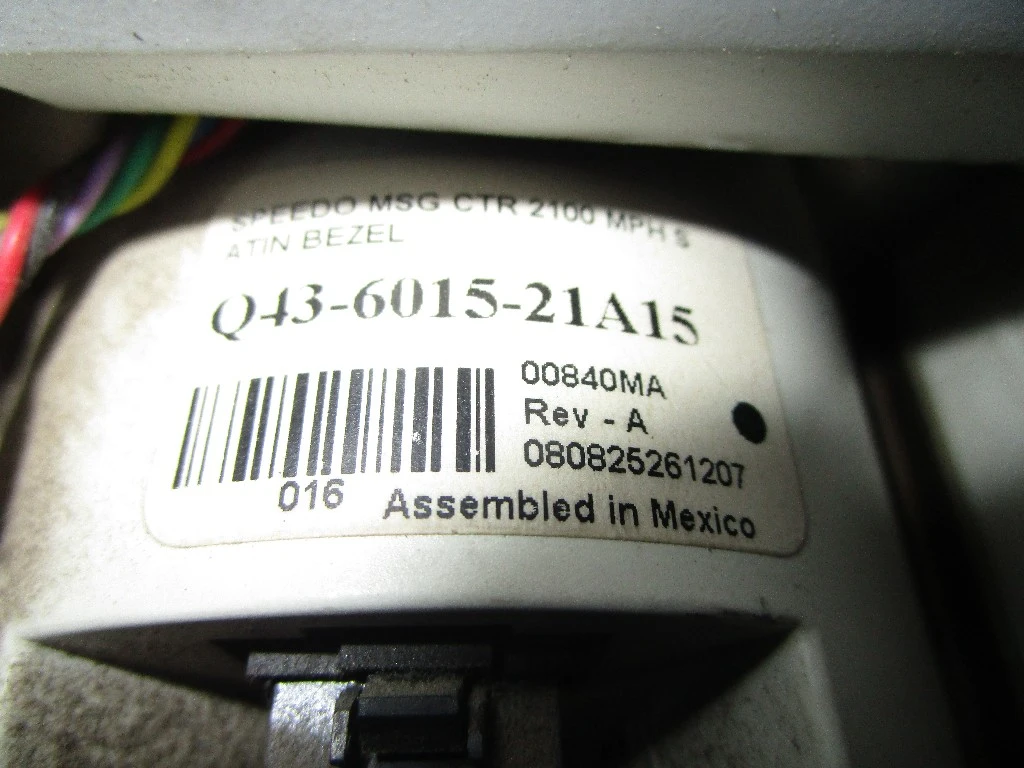 SPEEDO MSG CTR 2100 MPH S
ATIN BEZEL
Q43-6015-21A15
00840MA
Rev - A
080825261207
016
Assembled in Mexico